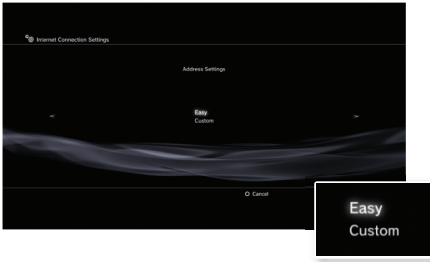 Internet Connection Settings
Address Settings
Easy
Custom
Cancel
Easy
Custom